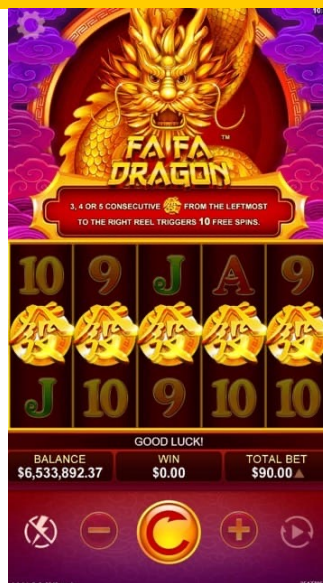 10
FA FA
DRAGON™
3, 4 OR 5 CONSECUTIVE 發 FROM THE LEFTMOST
TO THE RIGHT REEL TRIGGERS 10 FREE SPINS.
10 9 J A 9
發 發 發 發 發
J 10 9 10 10
GOOD LUCK!
BALANCE WIN TOTAL BET
$6,533,892.37 $0.00 $90.00